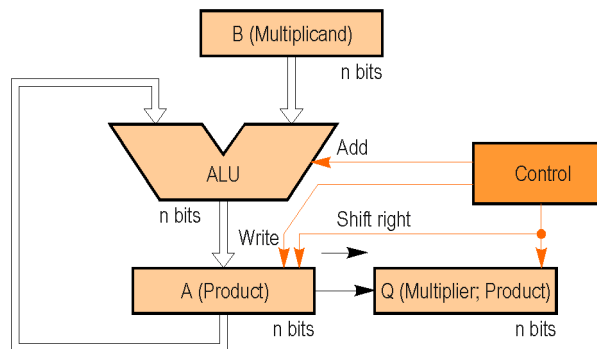 B (Multiplicand)
n bits
Add
ALU
Control
n bits
Shift right
Write
A (Product)
Q (Multiplier; Product)
n bits
n bits